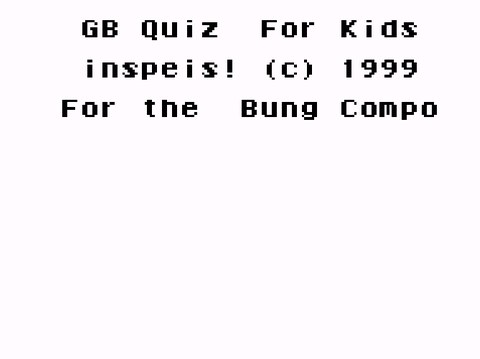 GB Quiz  For Kids
inspeis! (c) 1999
For the  Bung Compo